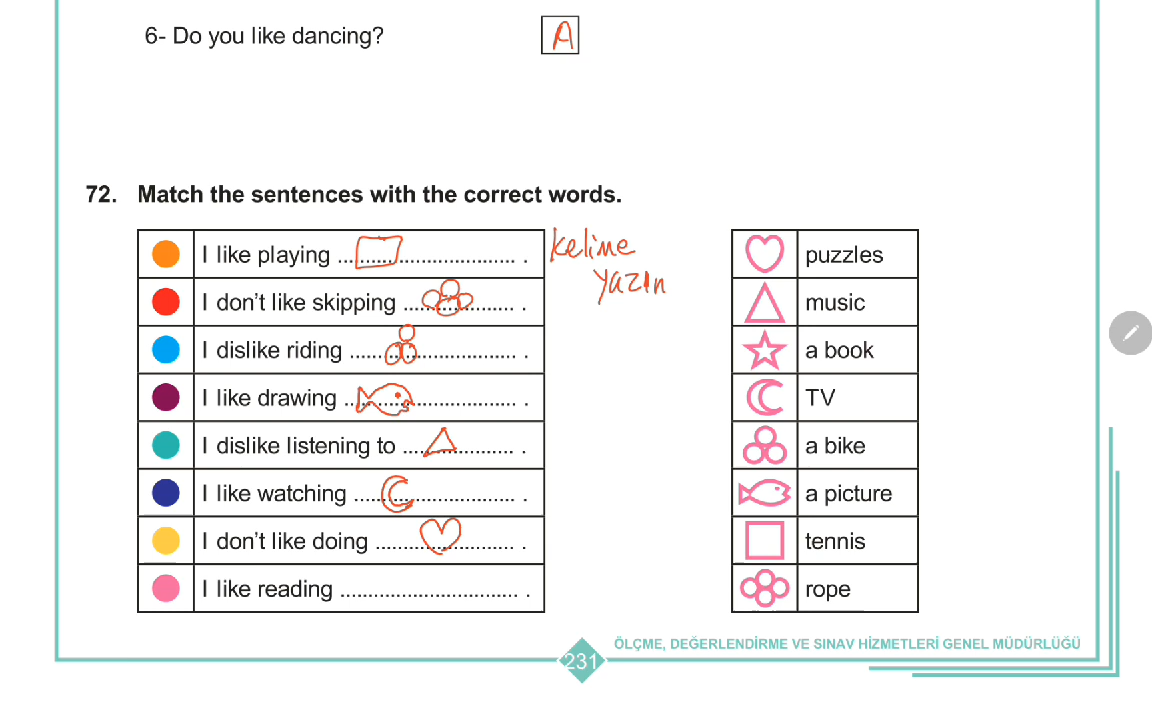 6- Do you like dancing?
A
72. Match the sentences with the correct words.
I like playing ................................ .
I don't like skipping .................... .
I dislike riding .............................. .
I like drawing ............................... .
I dislike listening to .................... .
I like watching ............................. .
I don't like doing ......................... .
I like reading ............................... .
kelime
yazın
puzzles
music
a book
TV
a bike
a picture
tennis
rope
ÖLÇME, DEĞERLENDİRME VE SINAV HİZMETLERİ GENEL MÜDÜRLÜĞÜ
231